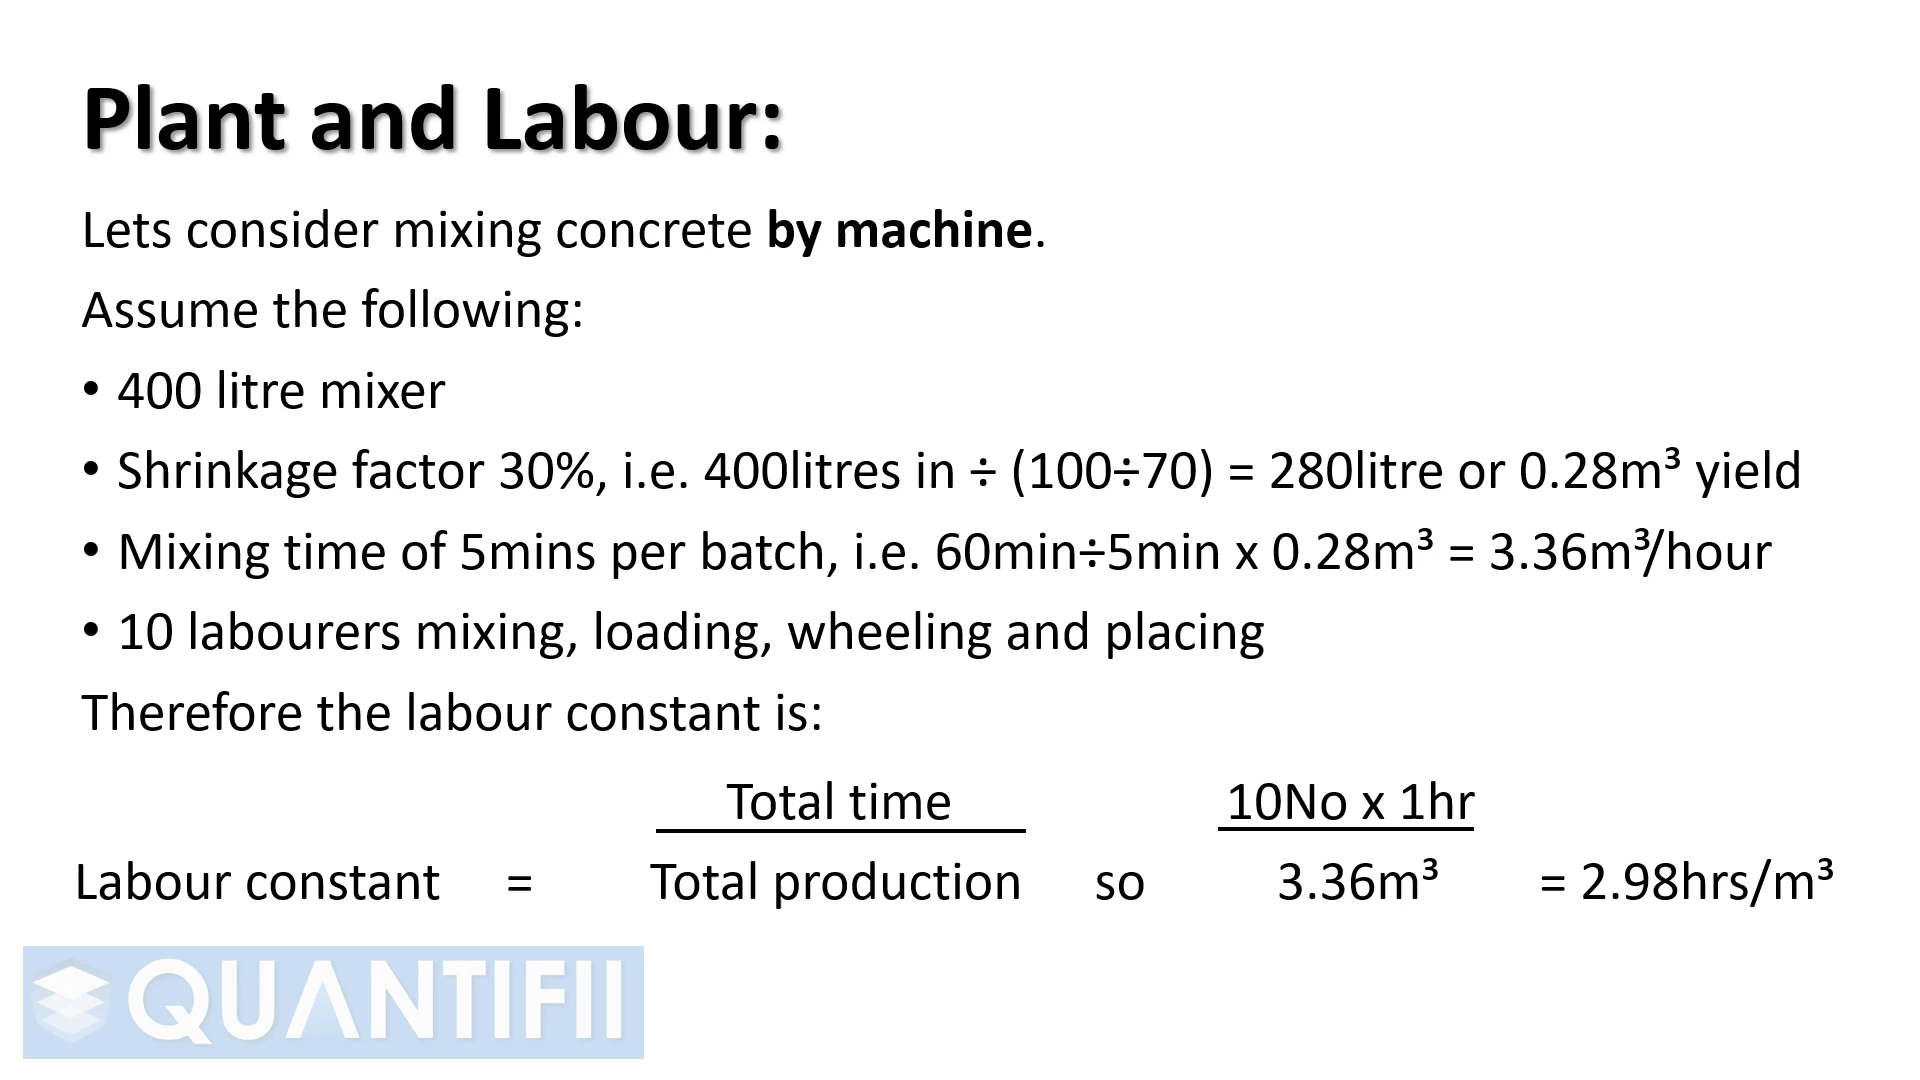 Plant and Labour:
Lets consider mixing concrete by machine.
Assume the following:
• 400 litre mixer
• Shrinkage factor 30%, i.e. 400litres in ÷ (100÷70) = 280litre or 0.28m³ yield
• Mixing time of 5mins per batch, i.e. 60min÷5min x 0.28m³ = 3.36m³/hour
• 10 labourers mixing, loading, wheeling and placing
Therefore the labour constant is:
Total time 10No x 1hr
Labour constant = Total production so 3.36m³ = 2.98hrs/m³
QUANTIFII